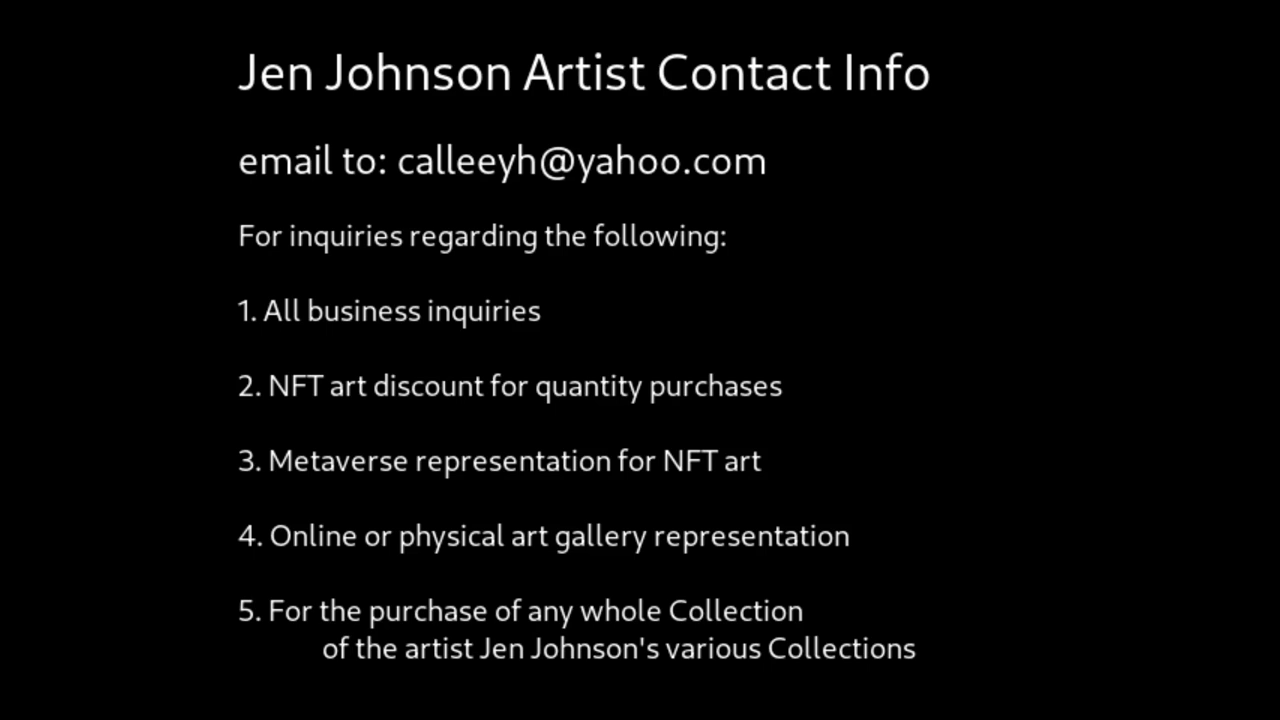 Jen Johnson Artist Contact Info
email to: calleeyh@yahoo.com
For inquiries regarding the following:
1. All business inquiries
2. NFT art discount for quantity purchases
3. Metaverse representation for NFT art
4. Online or physical art gallery representation
5. For the purchase of any whole Collection
of the artist Jen Johnson's various Collections